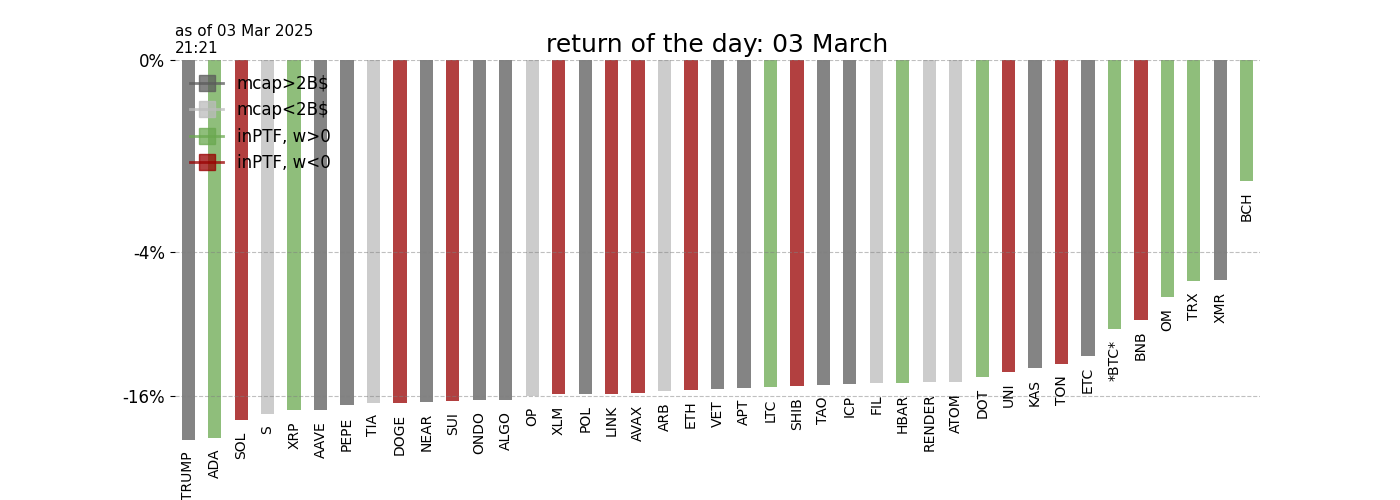 as of 03 Mar 2025
21:21
return of the day: 03 March
0%
-4%
-16%
mcap>2B$
mcap<2B$
inPTF, w>0
inPTF, w<0
TRUMP
ADA
SOL
S
XRP
AAVE
PEPE
TIA
DOGE
NEAR
SUI
ONDO
ALGO
OP
XLM
POL
LINK
AVAX
ARB
ETH
VET
APT
LTC
SHIB
TAO
ICP
FIL
HBAR
RENDER
ATOM
DOT
UNI
KAS
TON
ETC
*BTC*
BNB
OM
TRX
XMR
BCH